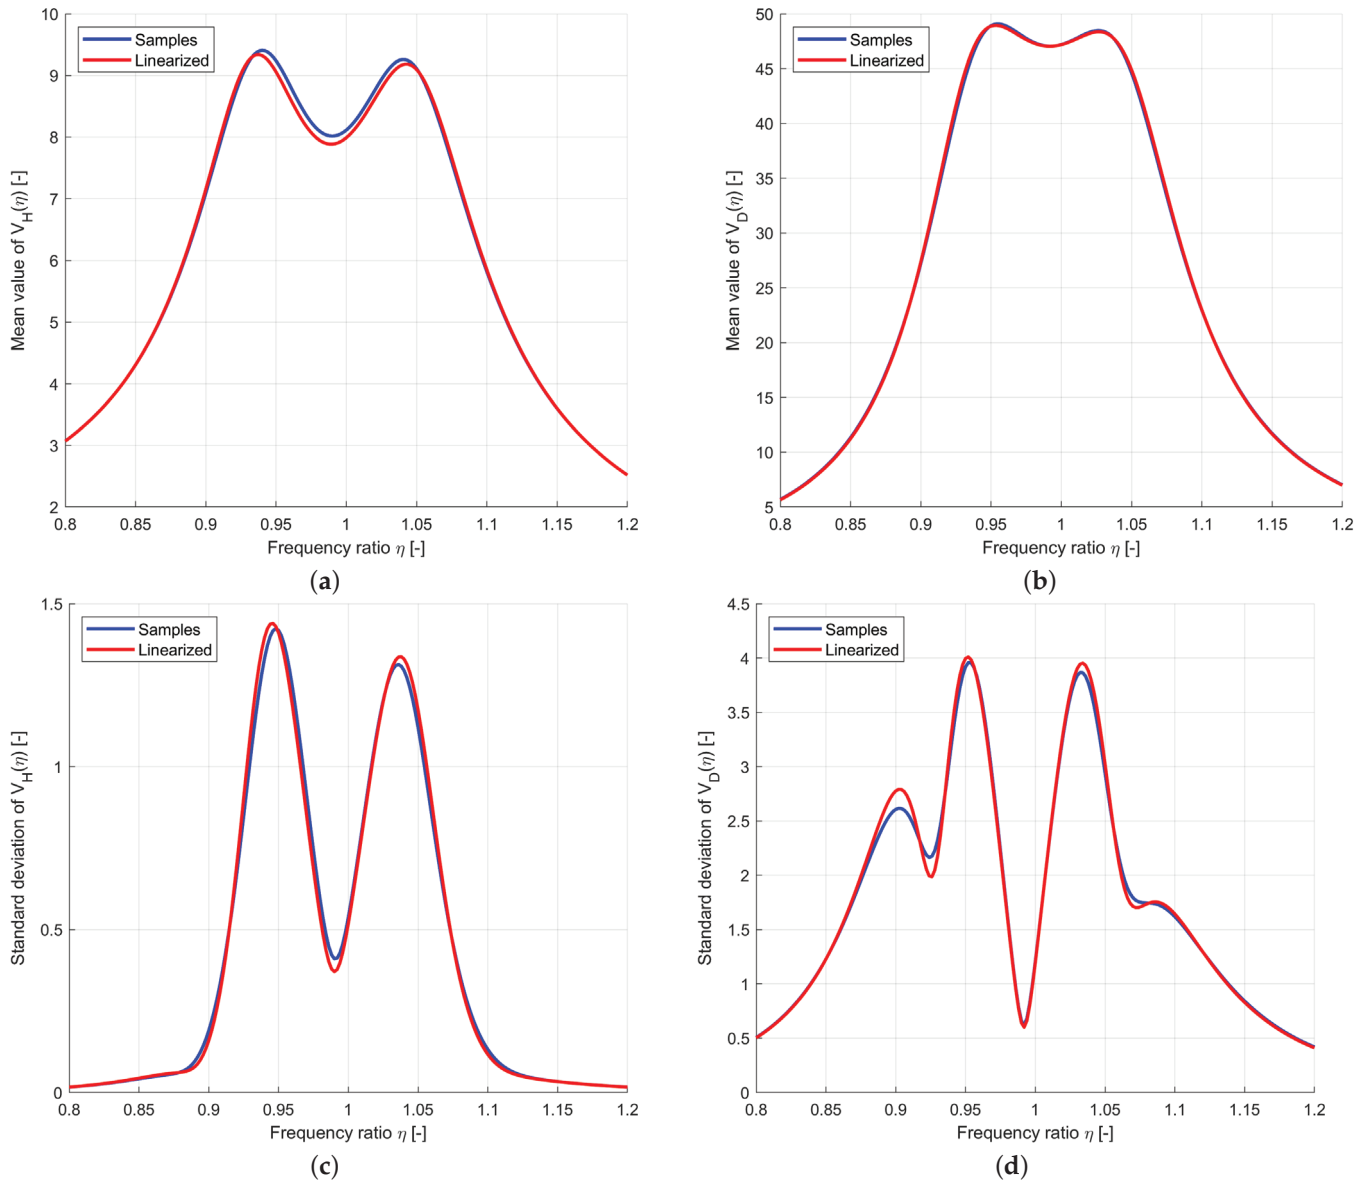 10
9
8
7
6
5
4
3
2
Mean value of V_H(η) [-]
Samples
Linearized
0.8 0.85 0.9 0.95 1 1.05 1.1 1.15 1.2
Frequency ratio η [-]
(a)
50
45
40
35
30
25
20
15
10
5
Mean value of V_D(η) [-]
Samples
Linearized
0.8 0.85 0.9 0.95 1 1.05 1.1 1.15 1.2
Frequency ratio η [-]
(b)
1.5
1
0.5
0
Standard deviation of V_H(η) [-]
Samples
Linearized
0.8 0.85 0.9 0.95 1 1.05 1.1 1.15 1.2
Frequency ratio η [-]
(c)
4.5
4
3.5
3
2.5
2
1.5
1
0.5
0
Standard deviation of V_D(η) [-]
Samples
Linearized
0.8 0.85 0.9 0.95 1 1.05 1.1 1.15 1.2
Frequency ratio η [-]
(d)